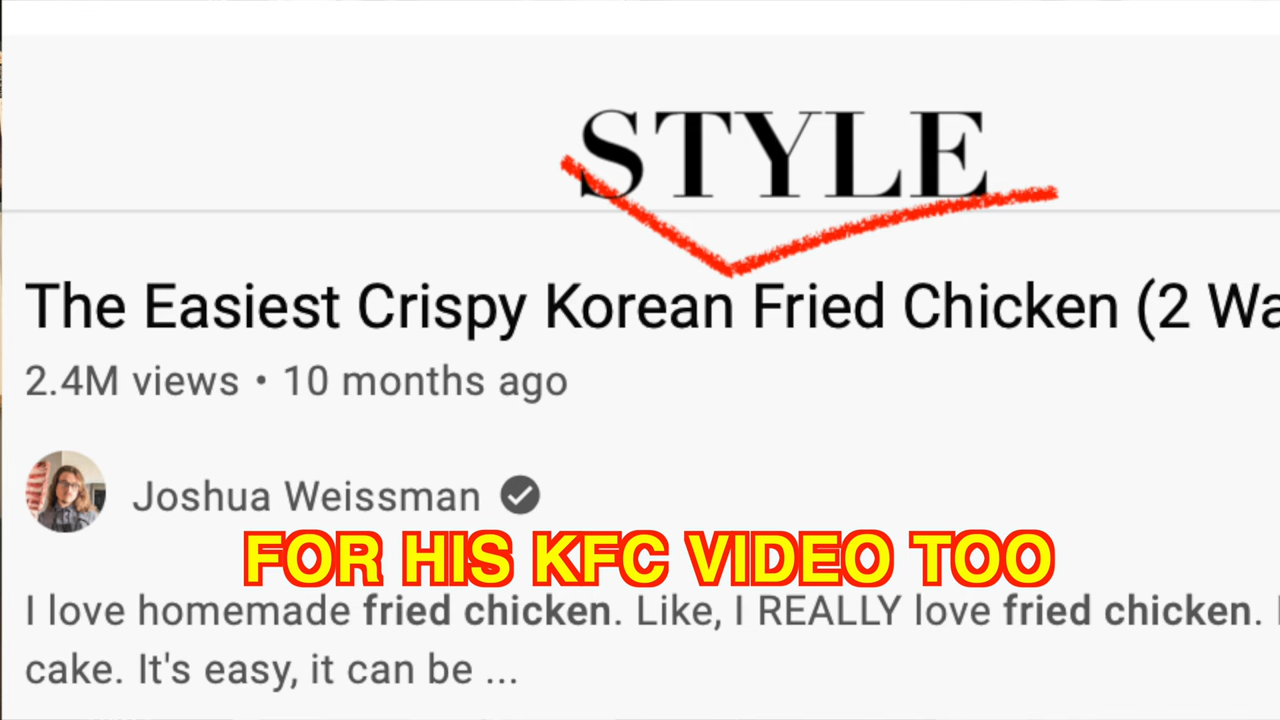 STYLE
The Easiest Crispy Korean Fried Chicken (2 Wa
2.4M views • 10 months ago
Joshua Weissman
FOR HIS KFC VIDEO TOO
I love homemade fried chicken. Like, I REALLY love fried chicken.
cake. It's easy, it can be ...